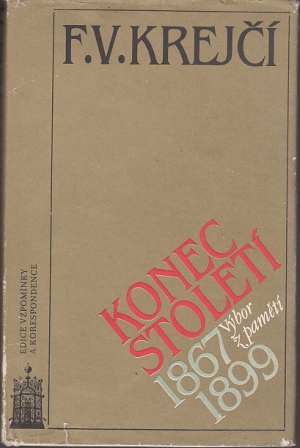 F.V. KREJČÍ
KONEC
STOLETÍ
1867
1899
Výbor
z pamětí
EDICE VZPOMÍNKY
A KORESPONDENCE